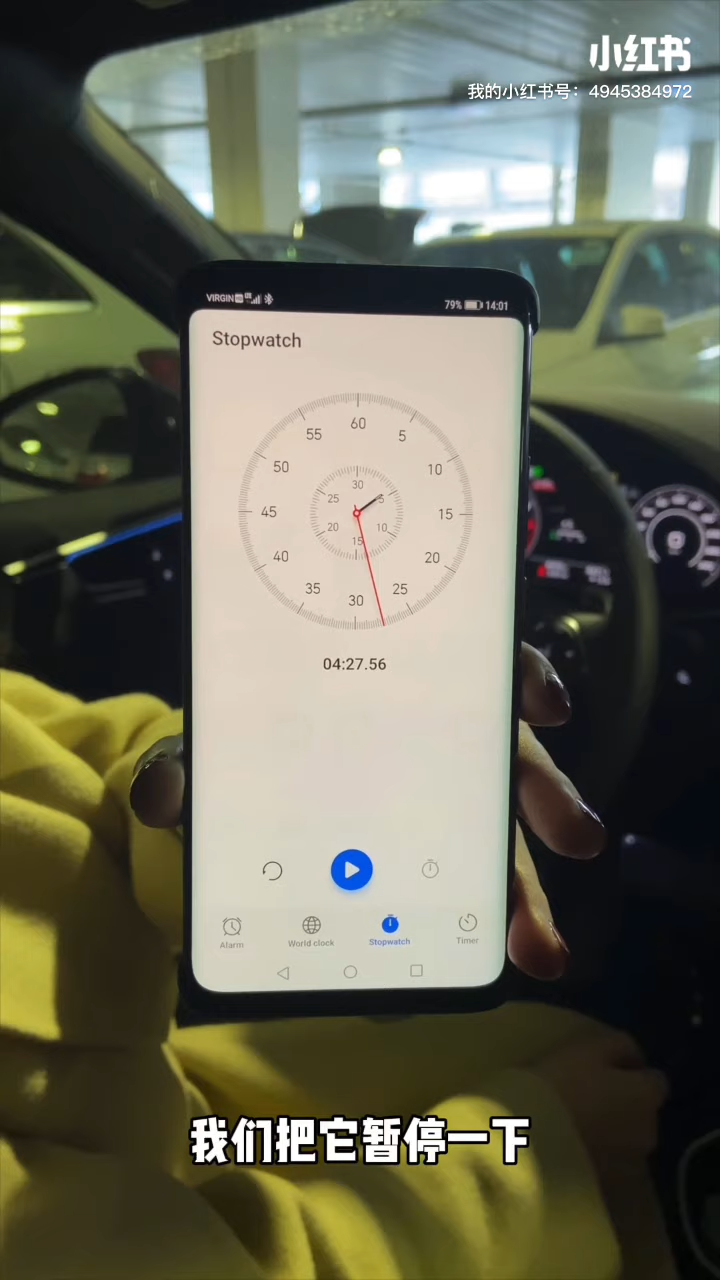 小红书
我的小红书号：4945384972
VIRGIN
79% 14:01
Stopwatch
60
55 5
50 10
45 15
40 20
35 25
30
30
25 5
20 10
15
04:27.56
Alarm World clock Stopwatch Timer
我们把它暂停一下